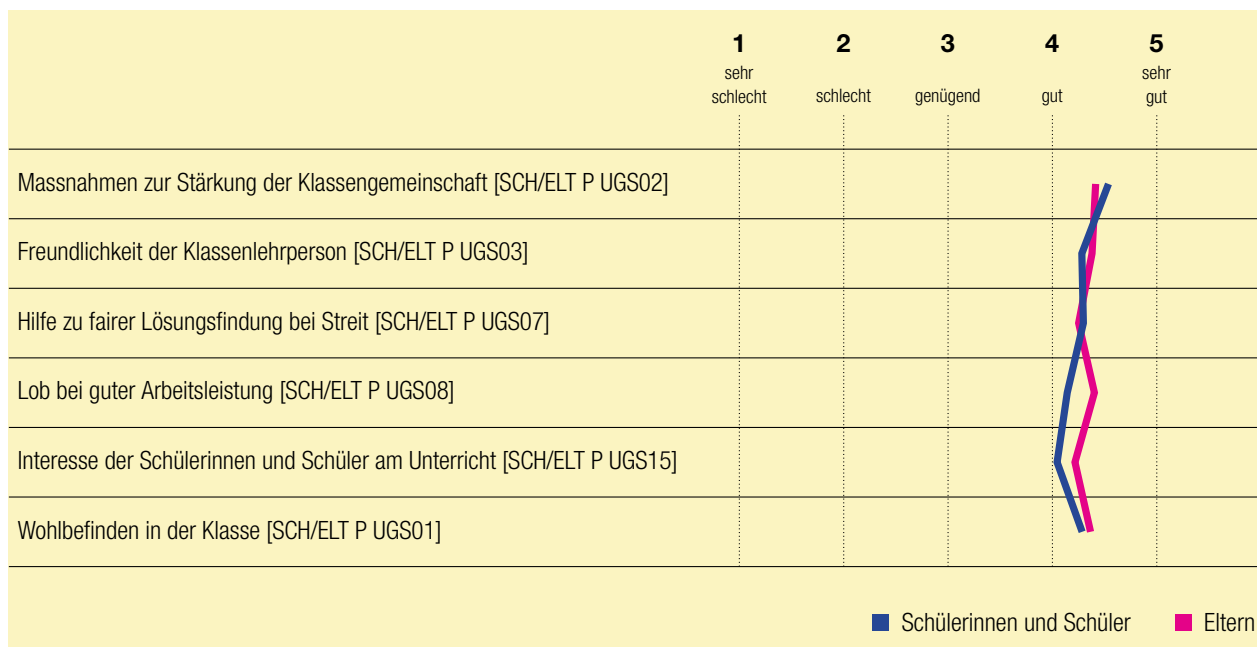 1 2 3 4 5
sehr schlecht schlecht genügend gut sehr gut
Massnahmen zur Stärkung der Klassengemeinschaft [SCH/ELT P UGS02]
Freundlichkeit der Klassenlehrperson [SCH/ELT P UGS03]
Hilfe zu fairer Lösungsfindung bei Streit [SCH/ELT P UGS07]
Lob bei guter Arbeitsleistung [SCH/ELT P UGS08]
Interesse der Schülerinnen und Schüler am Unterricht [SCH/ELT P UGS15]
Wohlbefinden in der Klasse [SCH/ELT P UGS01]
Schülerinnen und Schüler Eltern